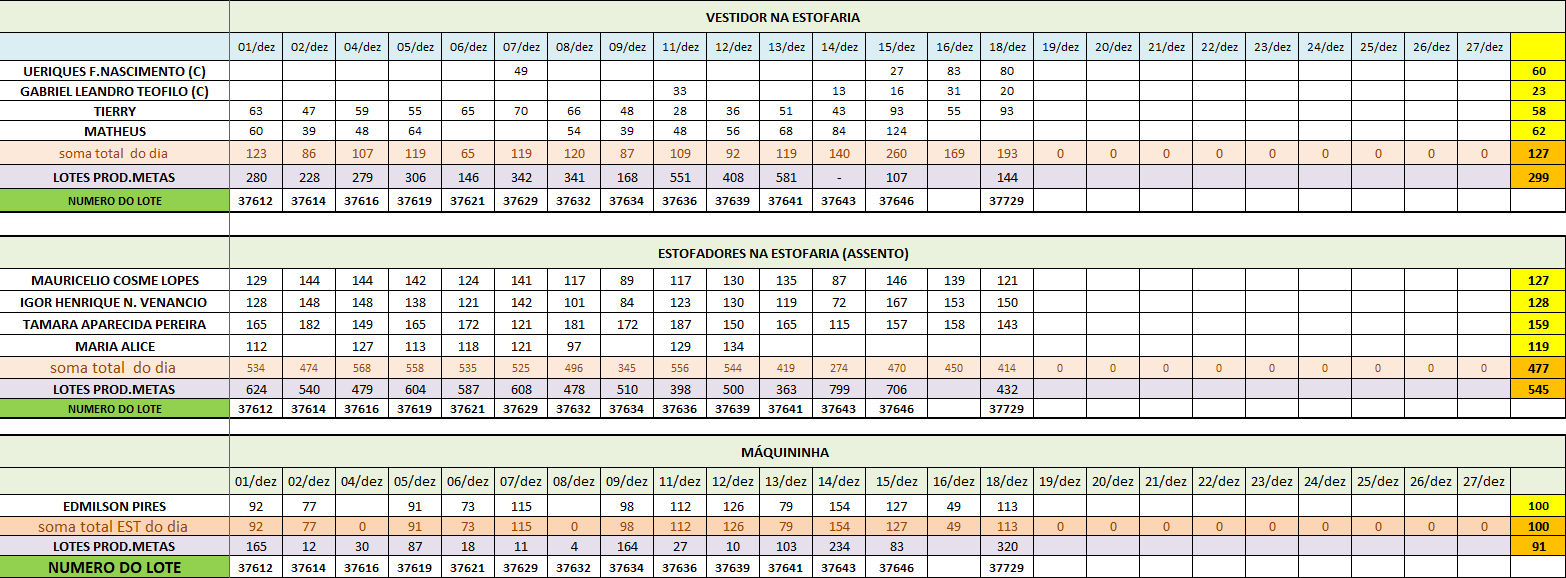 VESTIDOR NA ESTOFARIA
01/dez 02/dez 04/dez 05/dez 06/dez 07/dez 08/dez 09/dez 11/dez 12/dez 13/dez 14/dez 15/dez 16/dez 18/dez 19/dez 20/dez 21/dez 22/dez 23/dez 24/dez 25/dez 26/dez 27/dez
UERIQUES F.NASCIMENTO (C) 49 27 83 80 60
GABRIEL LEANDRO TEOFILO (C) 33 13 16 31 20 23
TIERRY 63 47 59 55 65 70 66 48 28 36 51 43 93 55 93 58
MATHEUS 60 39 48 64 54 39 48 56 68 84 124 62
soma total do dia 123 86 107 119 65 119 120 87 109 92 119 140 260 169 193 0 0 0 0 0 0 0 0 0 127
LOTES PROD.METAS 280 228 279 306 146 342 341 168 551 408 581 - 107 144 299
NUMERO DO LOTE 37612 37614 37616 37619 37621 37629 37632 37634 37636 37639 37641 37643 37646 37729
ESTOFADORES NA ESTOFARIA (ASSENTO)
MAURICELIO COSME LOPES 129 144 144 142 124 141 117 89 117 130 135 87 146 139 121 127
IGOR HENRIQUE N. VENANCIO 128 148 148 138 121 142 101 84 123 130 119 72 167 153 150 128
TAMARA APARECIDA PEREIRA 165 182 149 165 172 121 181 172 187 150 165 115 157 158 143 159
MARIA ALICE 112 127 113 118 121 97 129 134 119
soma total do dia 534 474 568 558 535 525 496 345 556 544 419 274 470 450 414 0 0 0 0 0 0 0 0 0 477
LOTES PROD.METAS 624 540 479 604 587 608 478 510 398 500 363 799 706 432 545
NUMERO DO LOTE 37612 37614 37616 37619 37621 37629 37632 37634 37636 37639 37641 37643 37646 37729
MÁQUININHA
01/dez 02/dez 04/dez 05/dez 06/dez 07/dez 08/dez 09/dez 11/dez 12/dez 13/dez 14/dez 15/dez 16/dez 18/dez 19/dez 20/dez 21/dez 22/dez 23/dez 24/dez 25/dez 26/dez 27/dez
EDMILSON PIRES 92 77 91 73 115 98 112 126 79 154 127 49 113 100
soma total EST do dia 92 77 0 91 73 115 0 98 112 126 79 154 127 49 113 0 0 0 0 0 0 0 0 0 100
LOTES PROD.METAS 165 12 30 87 18 11 4 164 27 10 103 234 83 320 91
NUMERO DO LOTE 37612 37614 37616 37619 37621 37629 37632 37634 37636 37639 37641 37643 37646 37729